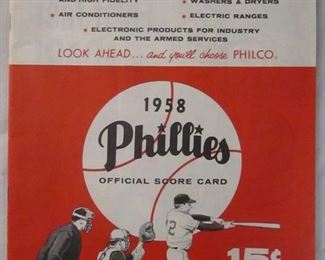 AND HIGH FIDELITY
★ WASHERS & DRYERS
★ AIR CONDITIONERS
★ ELECTRIC RANGES
★ ELECTRONIC PRODUCTS FOR INDUSTRY
AND THE ARMED SERVICES
LOOK AHEAD... and you'll choose PHILCO.
1958
Phillies
OFFICIAL SCORE CARD
2
15¢